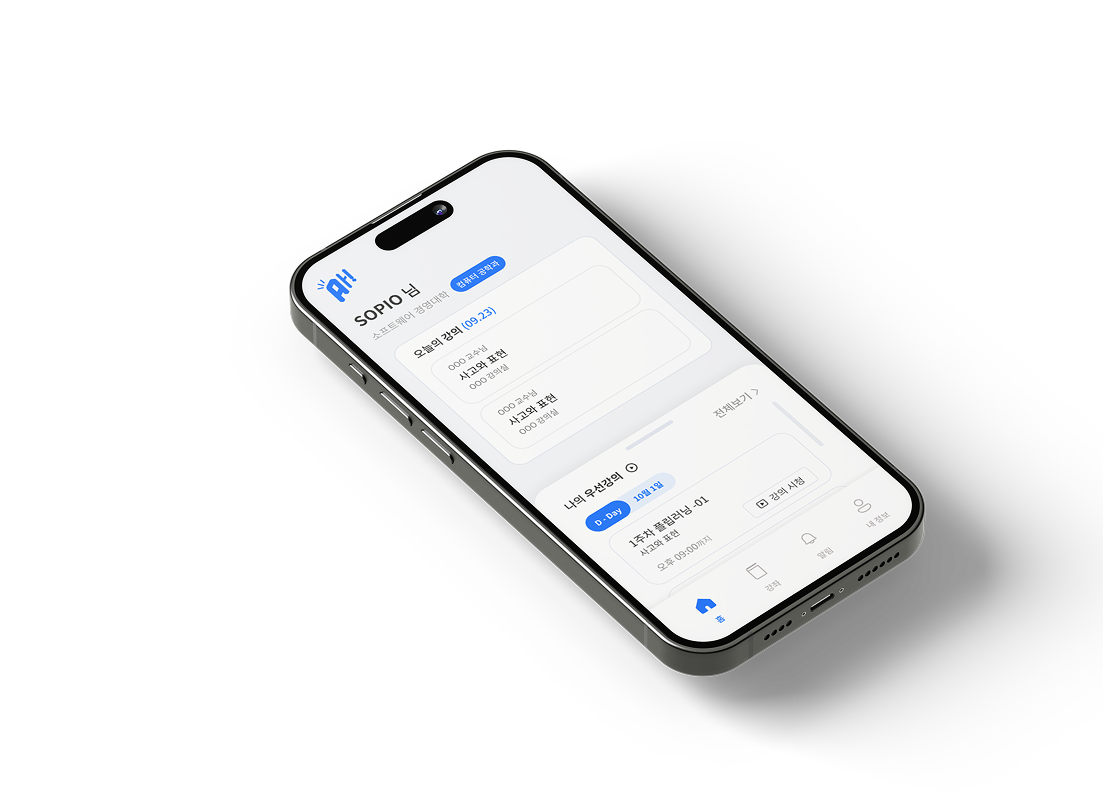 AH!
SOPIO 님
소프트웨어 경영대학 컴퓨터 공학과
오늘의 강의 (09.23)
OOO 교수님
사고와 표현
OOO 강의실
OOO 교수님
사고와 표현
OOO 강의실
전체보기 >
나의 우선강의
D - Day 10월 1일
1주차 플립러닝 -01
사고와 표현
오후 09:00까지
강의 시청
홈
강좌
알림
내 정보